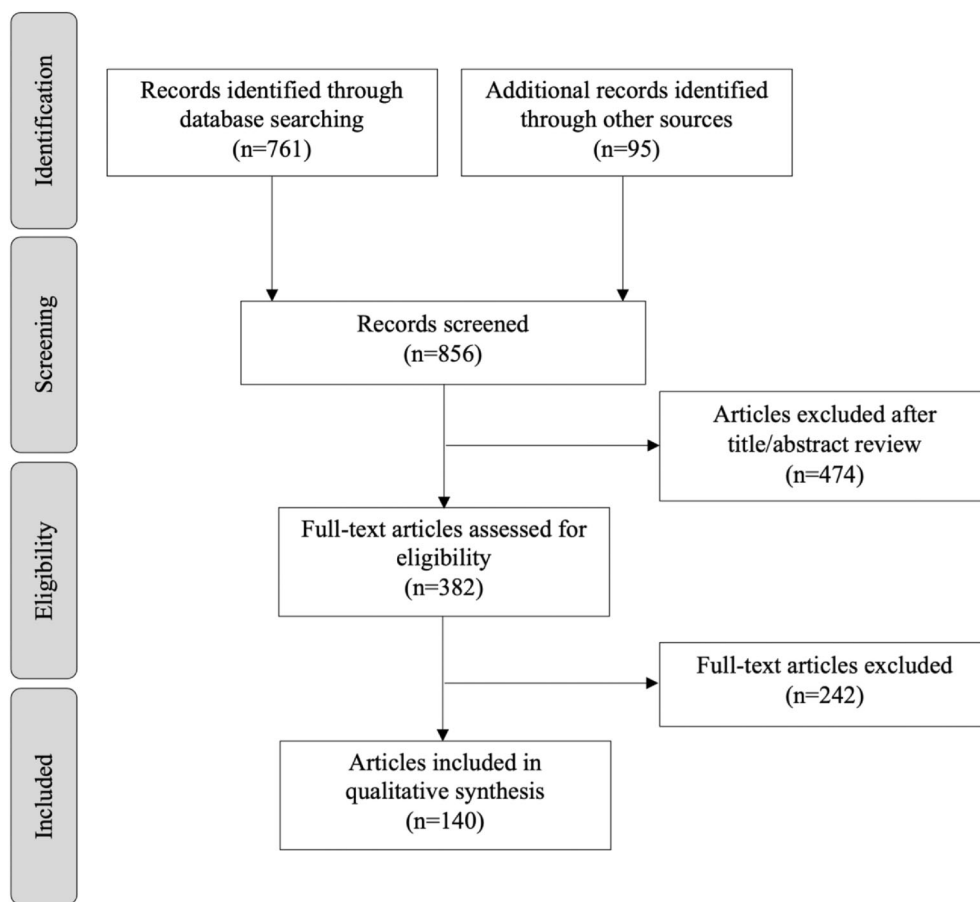 Identification
Records identified through
database searching
(n=761)
Additional records identified
through other sources
(n=95)
Screening
Records screened
(n=856)
Articles excluded after
title/abstract review
(n=474)
Eligibility
Full-text articles assessed for
eligibility
(n=382)
Full-text articles excluded
(n=242)
Included
Articles included in
qualitative synthesis
(n=140)